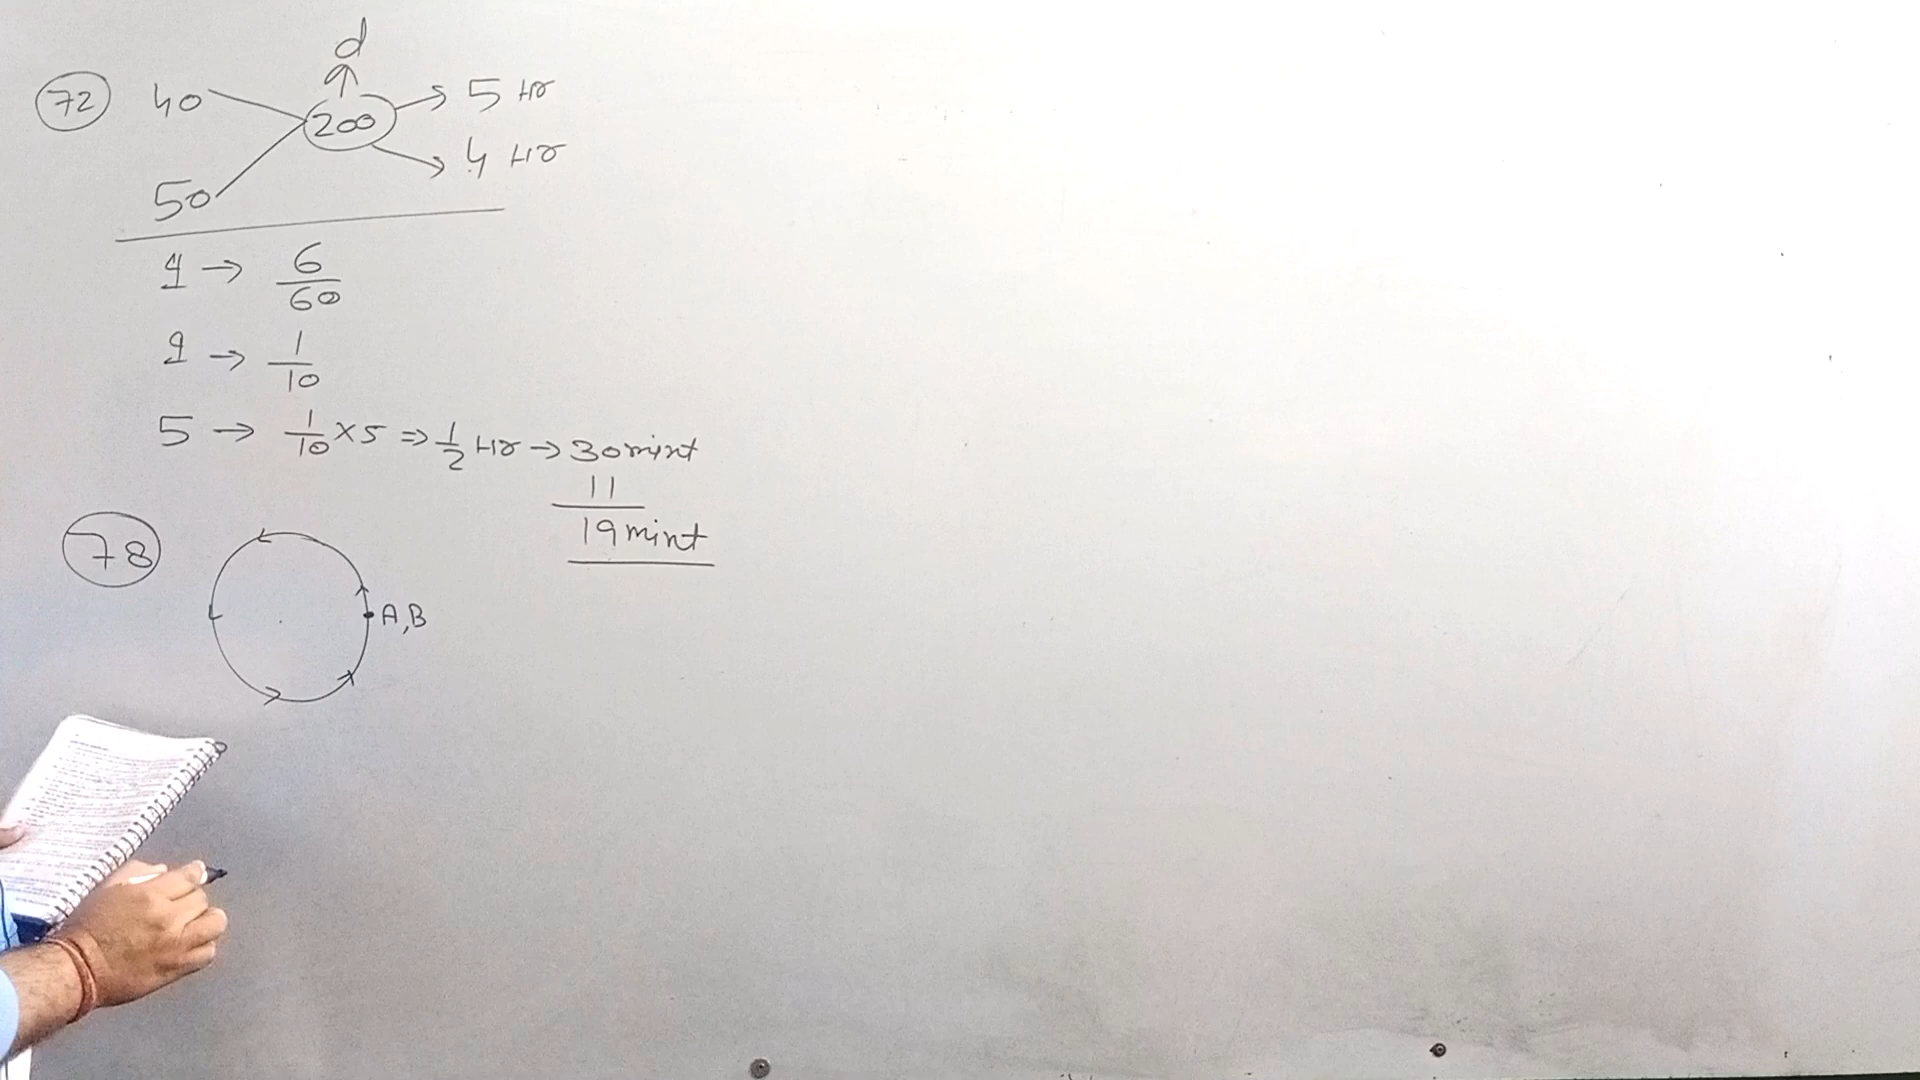 d
72 40 200 → 5 Hr
→ 4 Hr
50
1 → 6/60
1 → 1/10
5 → 1/10 × 5 ⇒ 1/2 Hr → 30 mint
11
19 mint
78
A,B